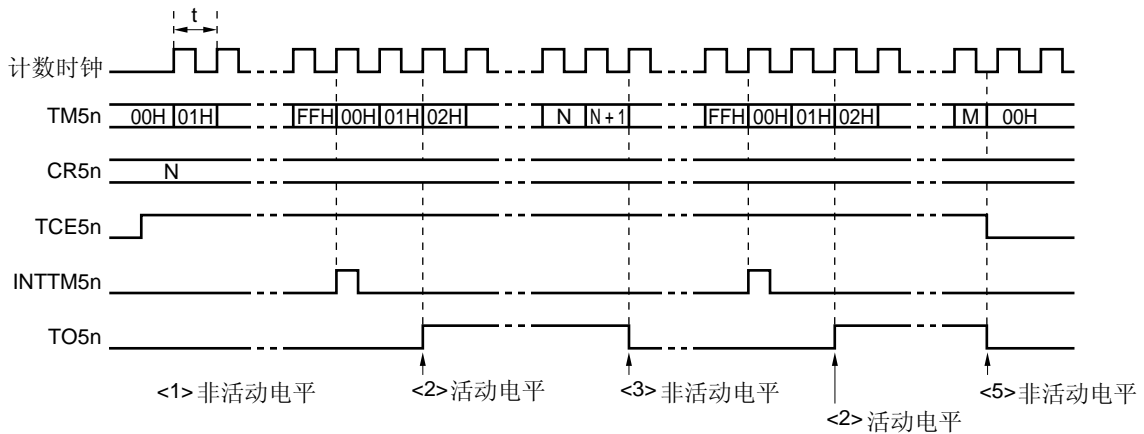 t
计数时钟
TM5n 00H 01H FFH 00H 01H 02H N N + 1 FFH 00H 01H 02H M 00H
CR5n N
TCE5n
INTTM5n
TO5n
<1>非活动电平 <2>活动电平 <3>非活动电平 <5>非活动电平
<2>活动电平